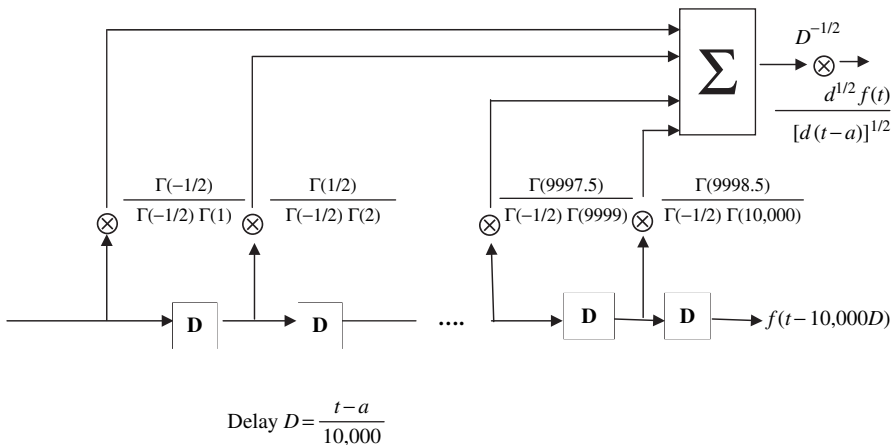 D^{-1/2}
Σ
d^{1/2} f(t)
[d(t−a)]^{1/2}
Γ(−1/2)
Γ(−1/2) Γ(1)
Γ(1/2)
Γ(−1/2) Γ(2)
Γ(9997.5)
Γ(−1/2) Γ(9999)
Γ(9998.5)
Γ(−1/2) Γ(10,000)
D
D
....
D
D
f(t−10,000D)
Delay D = \frac{t−a}{10,000}